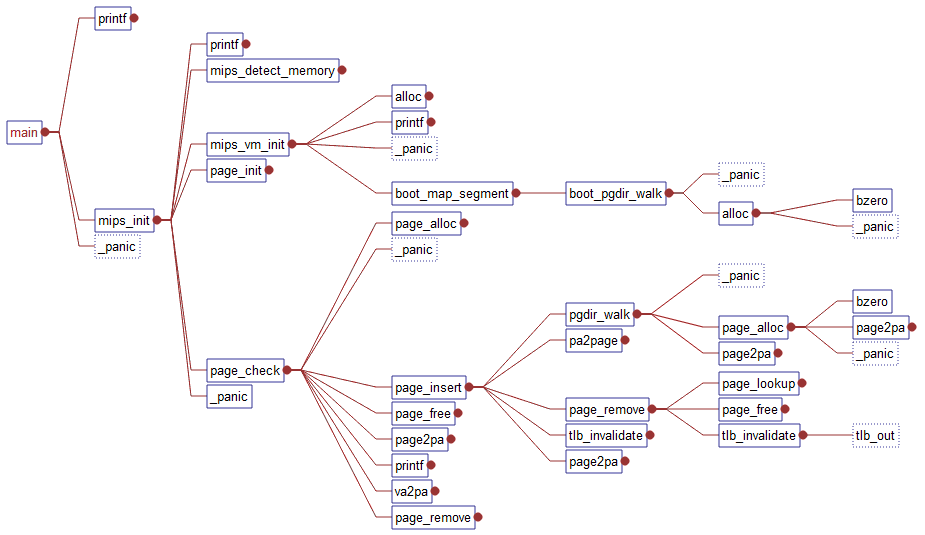 printf
main
mips_init
_panic
printf
mips_detect_memory
mips_vm_init
page_init
page_check
_panic
alloc
printf
_panic
boot_map_segment
page_alloc
_panic
page_insert
page_free
page2pa
printf
va2pa
page_remove
boot_pgdir_walk
pgdir_walk
pa2page
page_remove
tlb_invalidate
page2pa
_panic
alloc
_panic
page_alloc
page2pa
page_lookup
page_free
tlb_invalidate
bzero
_panic
bzero
page2pa
_panic
tlb_out